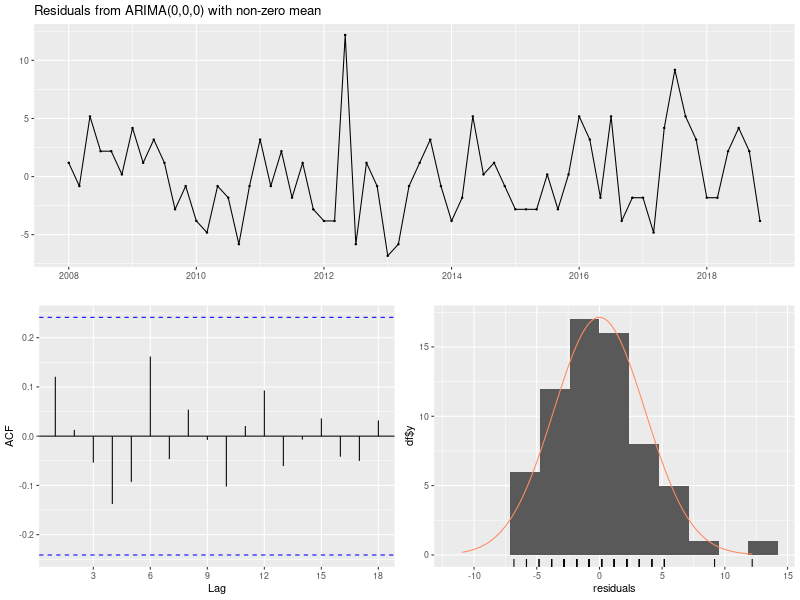 Residuals from ARIMA(0,0,0) with non-zero mean
10
5
0
-5
2008 2010 2012 2014 2016 2018
ACF
0.2
0.1
0.0
-0.1
-0.2
3 6 9 12 15 18
Lag
df$y
15
10
5
0
-10 -5 0 5 10 15
residuals